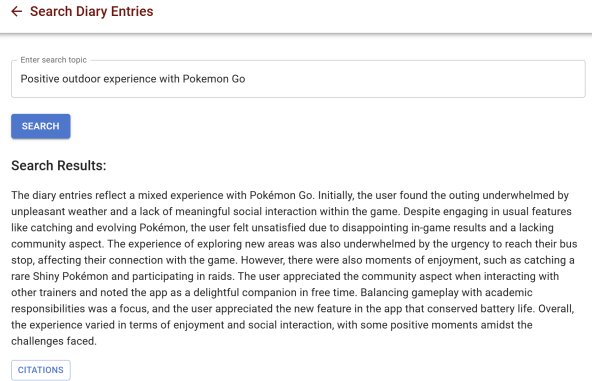 Search Diary Entries
Enter search topic
Positive outdoor experience with Pokemon Go
SEARCH
Search Results:
The diary entries reflect a mixed experience with Pokémon Go. Initially, the user found the outing underwhelmed by
unpleasant weather and a lack of meaningful social interaction within the game. Despite engaging in usual features
like catching and evolving Pokémon, the user felt unsatisfied due to disappointing in-game results and a lacking
community aspect. The experience of exploring new areas was also underwhelmed by the urgency to reach their bus
stop, affecting their connection with the game. However, there were also moments of enjoyment, such as catching a
rare Shiny Pokémon and participating in raids. The user appreciated the community aspect when interacting with
other trainers and noted the app as a delightful companion in free time. Balancing gameplay with academic
responsibilities was a focus, and the user appreciated the new feature in the app that conserved battery life. Overall,
the experience varied in terms of enjoyment and social interaction, with some positive moments amidst the
challenges faced.
CITATIONS